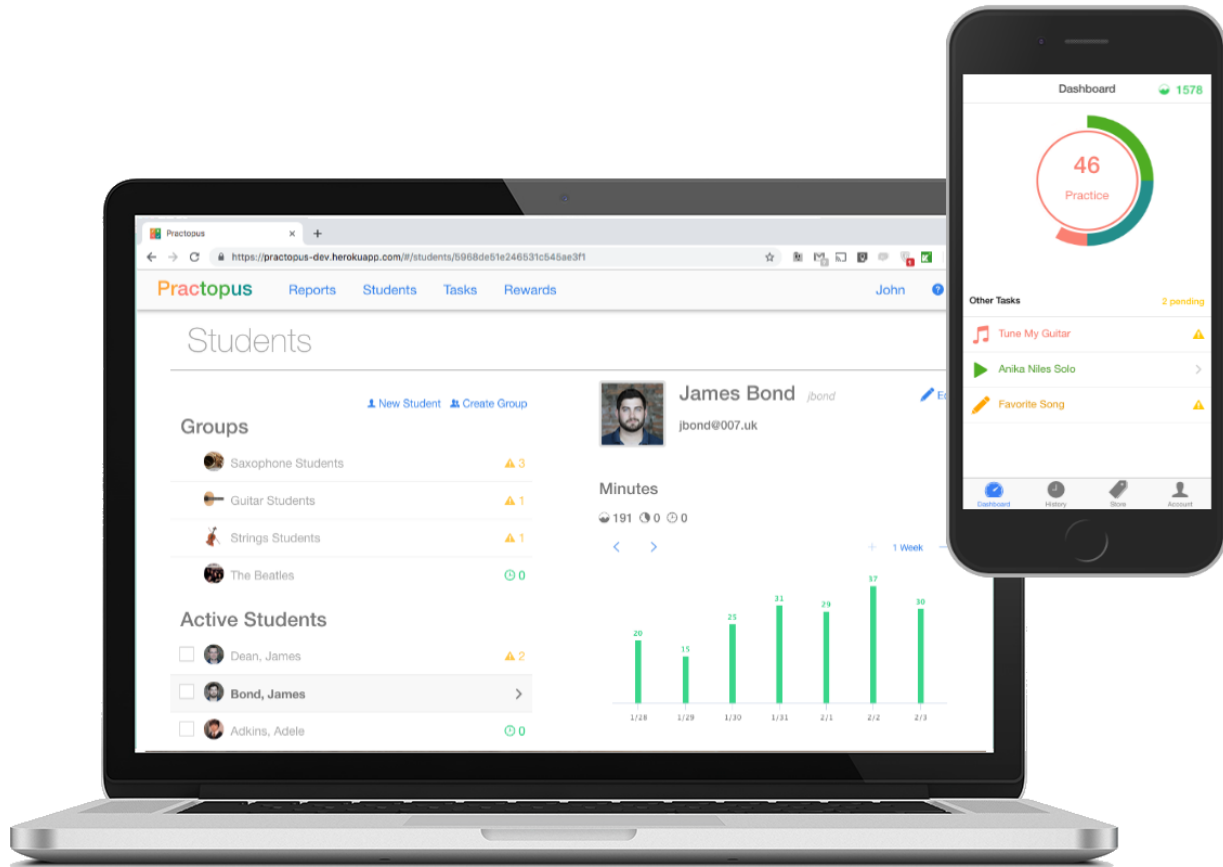 Practopus
https://practopus-dev.herokuapp.com/#/students/5968de51e246531c545ae3f1
Practopus Reports Students Tasks Rewards John
Students
New Student Create Group
Groups
Saxophone Students 3
Guitar Students 1
Strings Students 1
The Beatles 0
Active Students
Dean, James 2
Bond, James
Adkins, Adele 0
James Bond jbond
jbond@007.uk
Minutes
191 0 0
1 Week
20 15 25 31 29 37 30
1/28 1/29 1/30 1/31 2/1 2/2 2/3
Dashboard 1578
46
Practice
Other Tasks 2 pending
Tune My Guitar
Anika Niles Solo
Favorite Song
Dashboard History Store Account